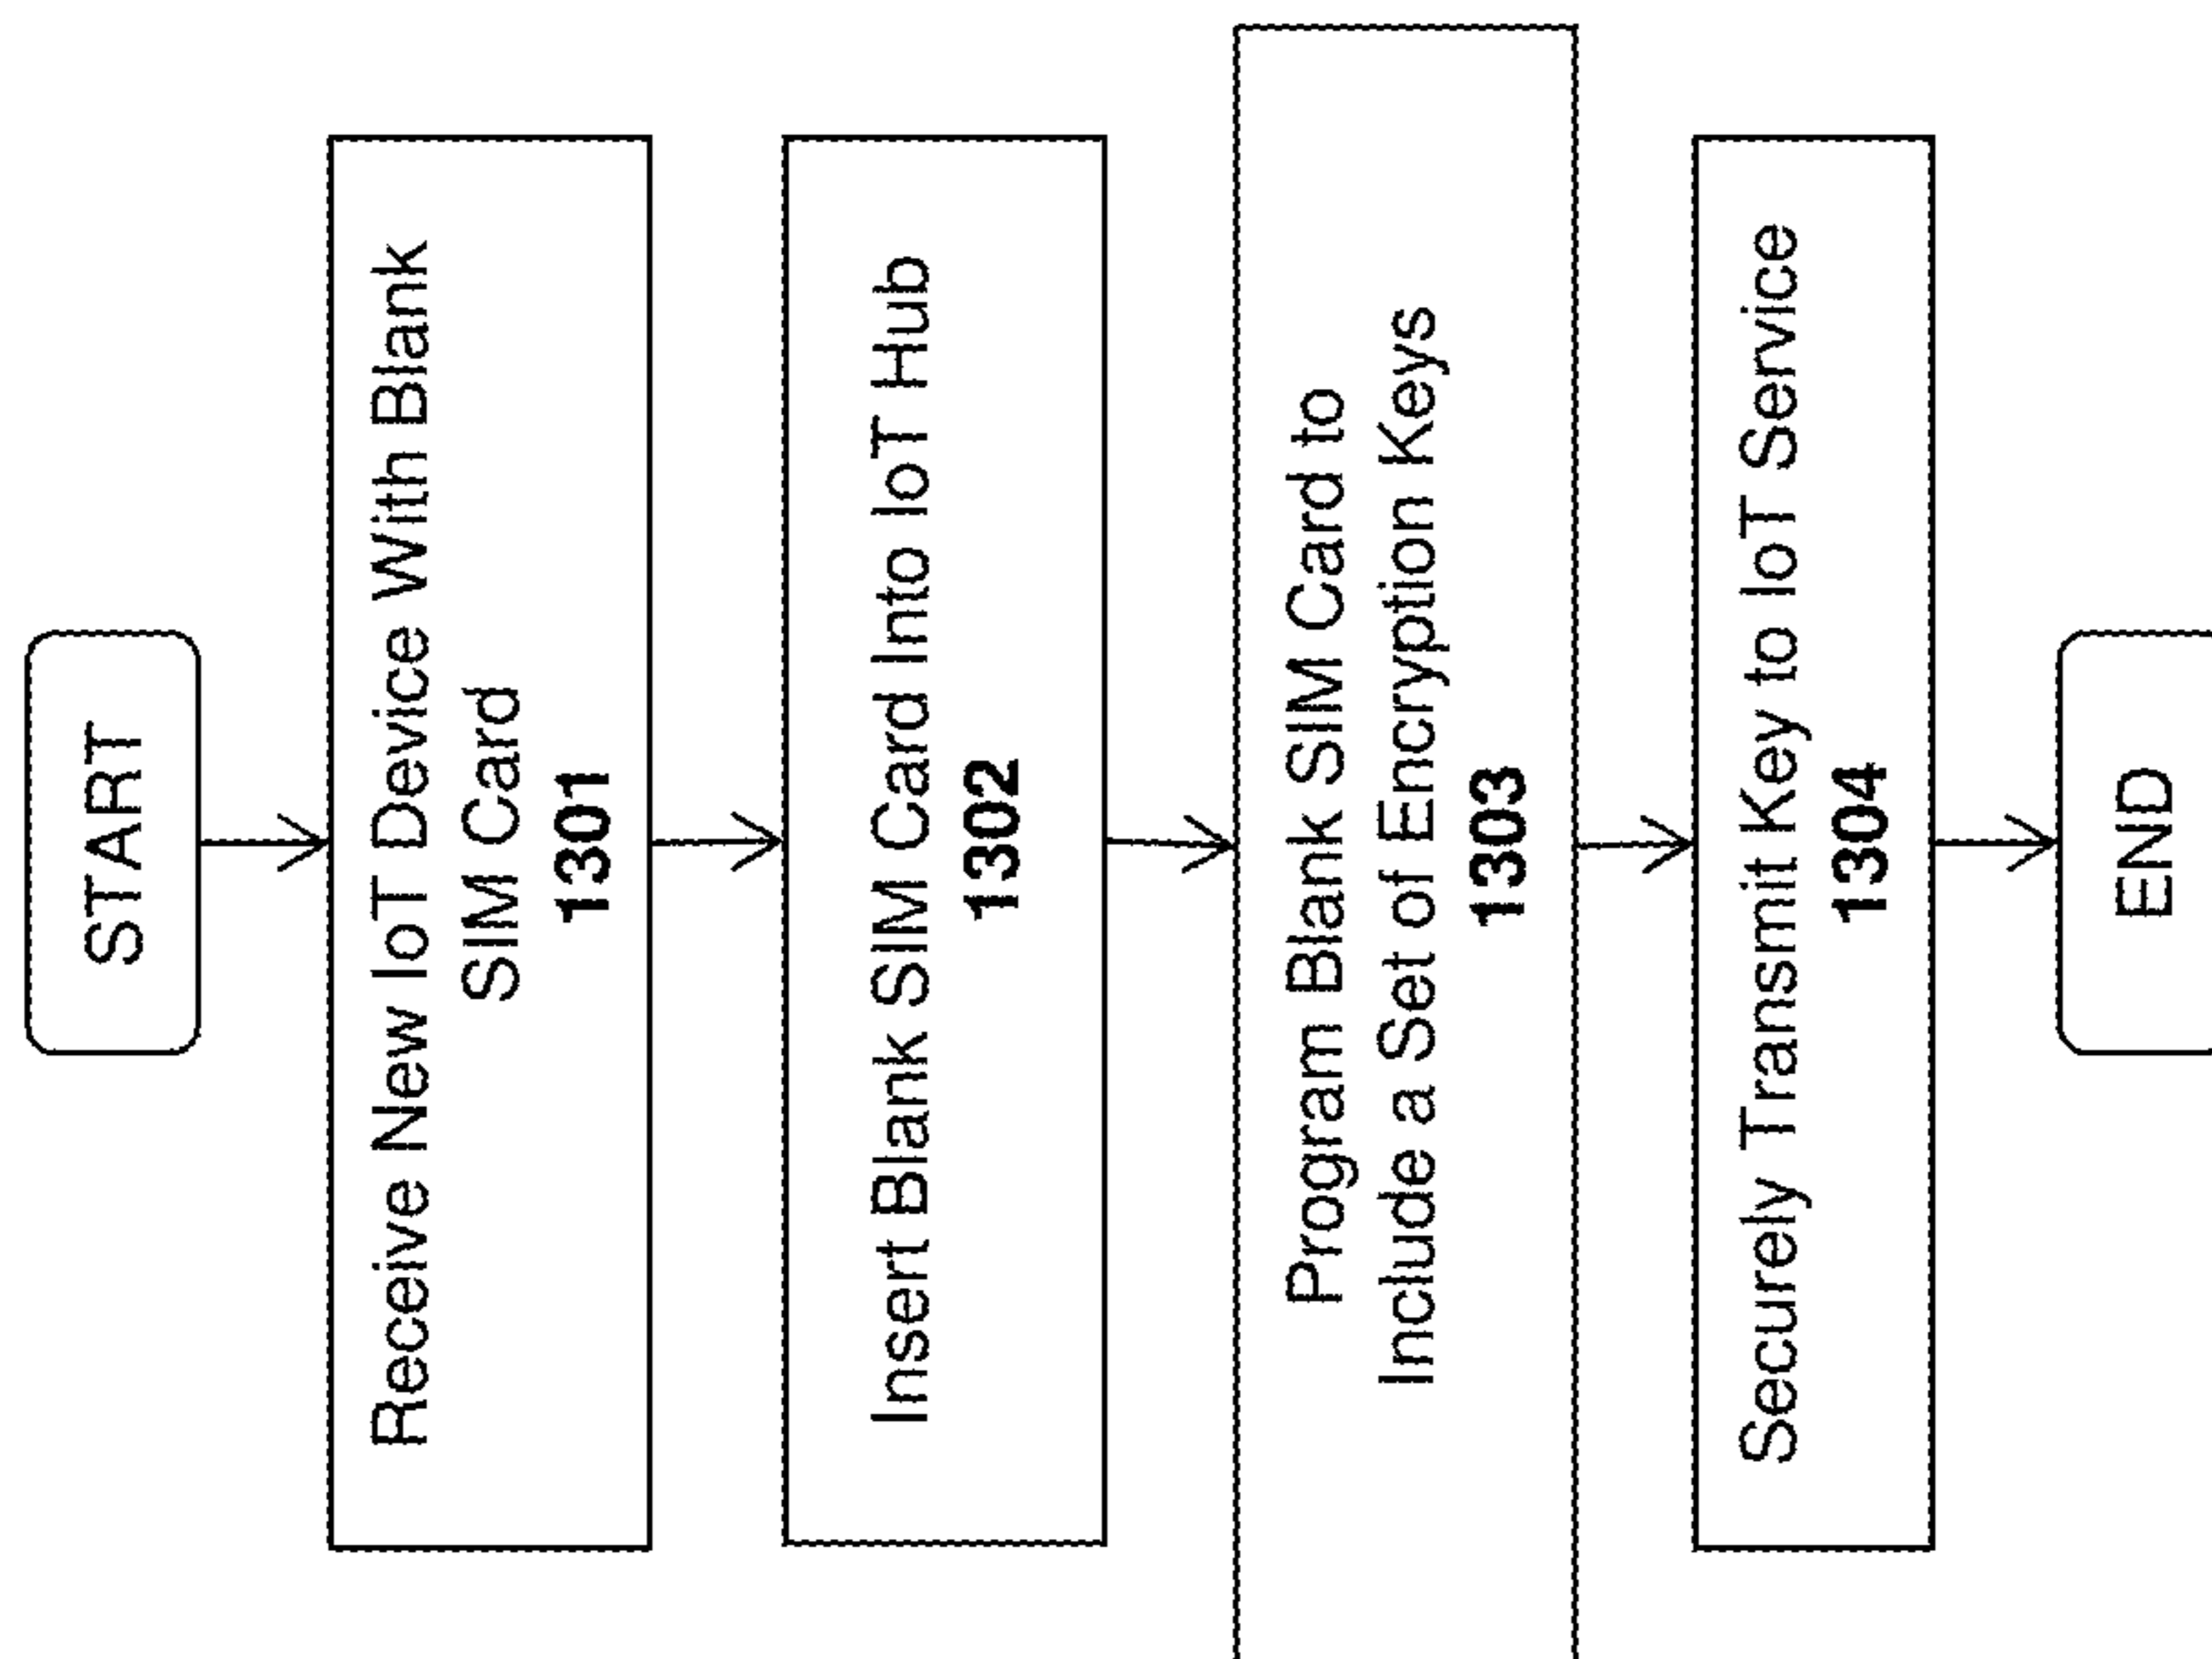 START
Receive New IoT Device With Blank
SIM Card
1301
Insert Blank SIM Card Into IoT Hub
1302
Program Blank SIM Card to
Include a Set of Encryption Keys
1303
Securely Transmit Key to IoT Service
1304
END